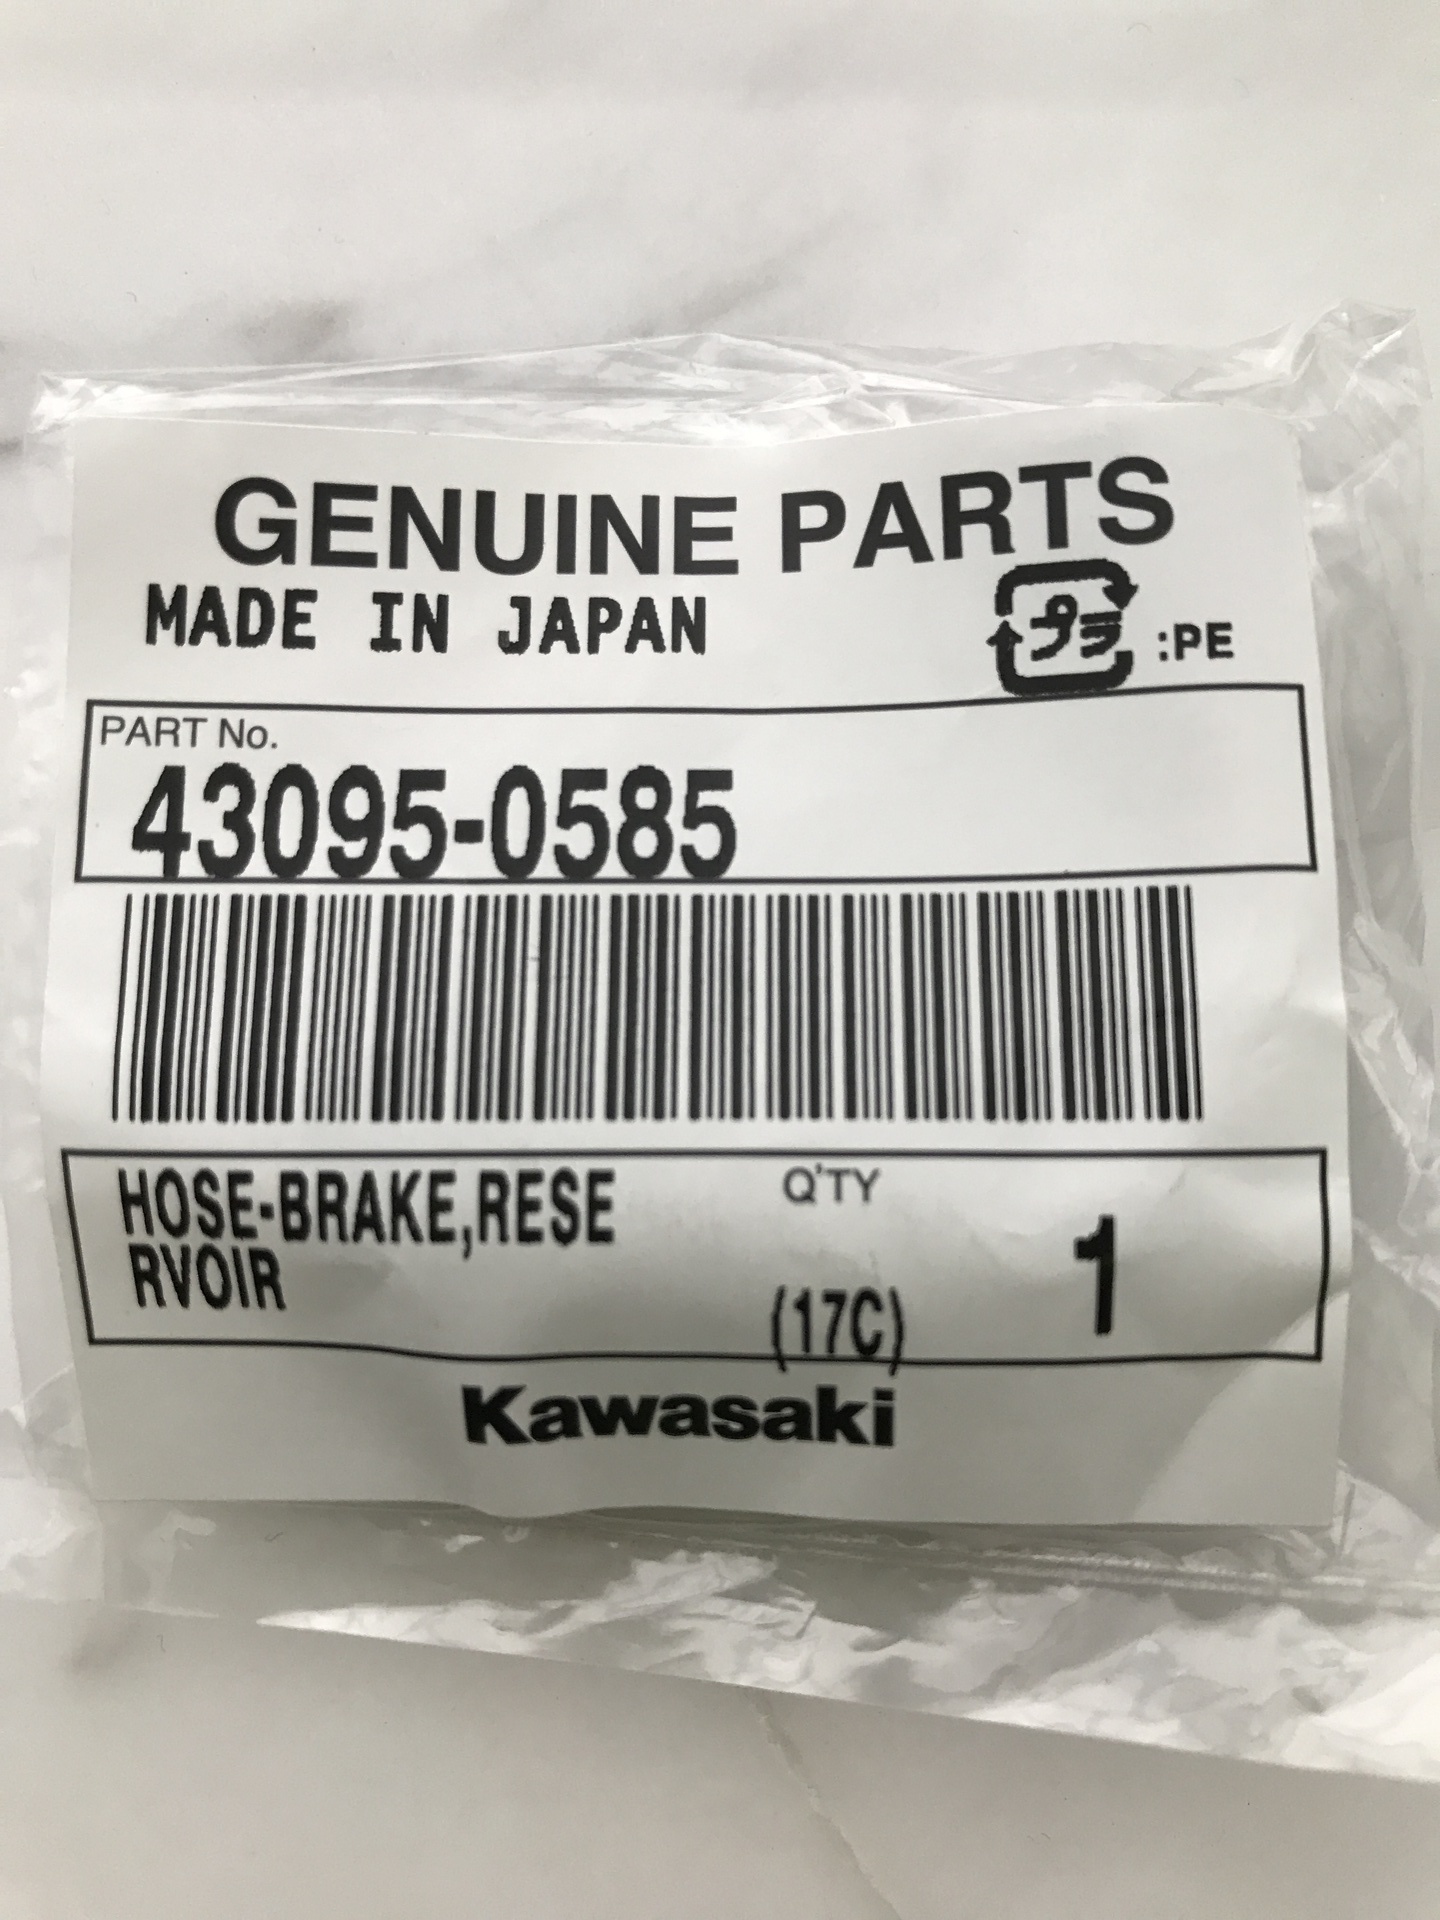 GENUINE PARTS
MADE IN JAPAN
プラ :PE
PART No.
43095-0585
HOSE-BRAKE,RESE
RVOIR
Q'TY
(17C)
1
Kawasaki